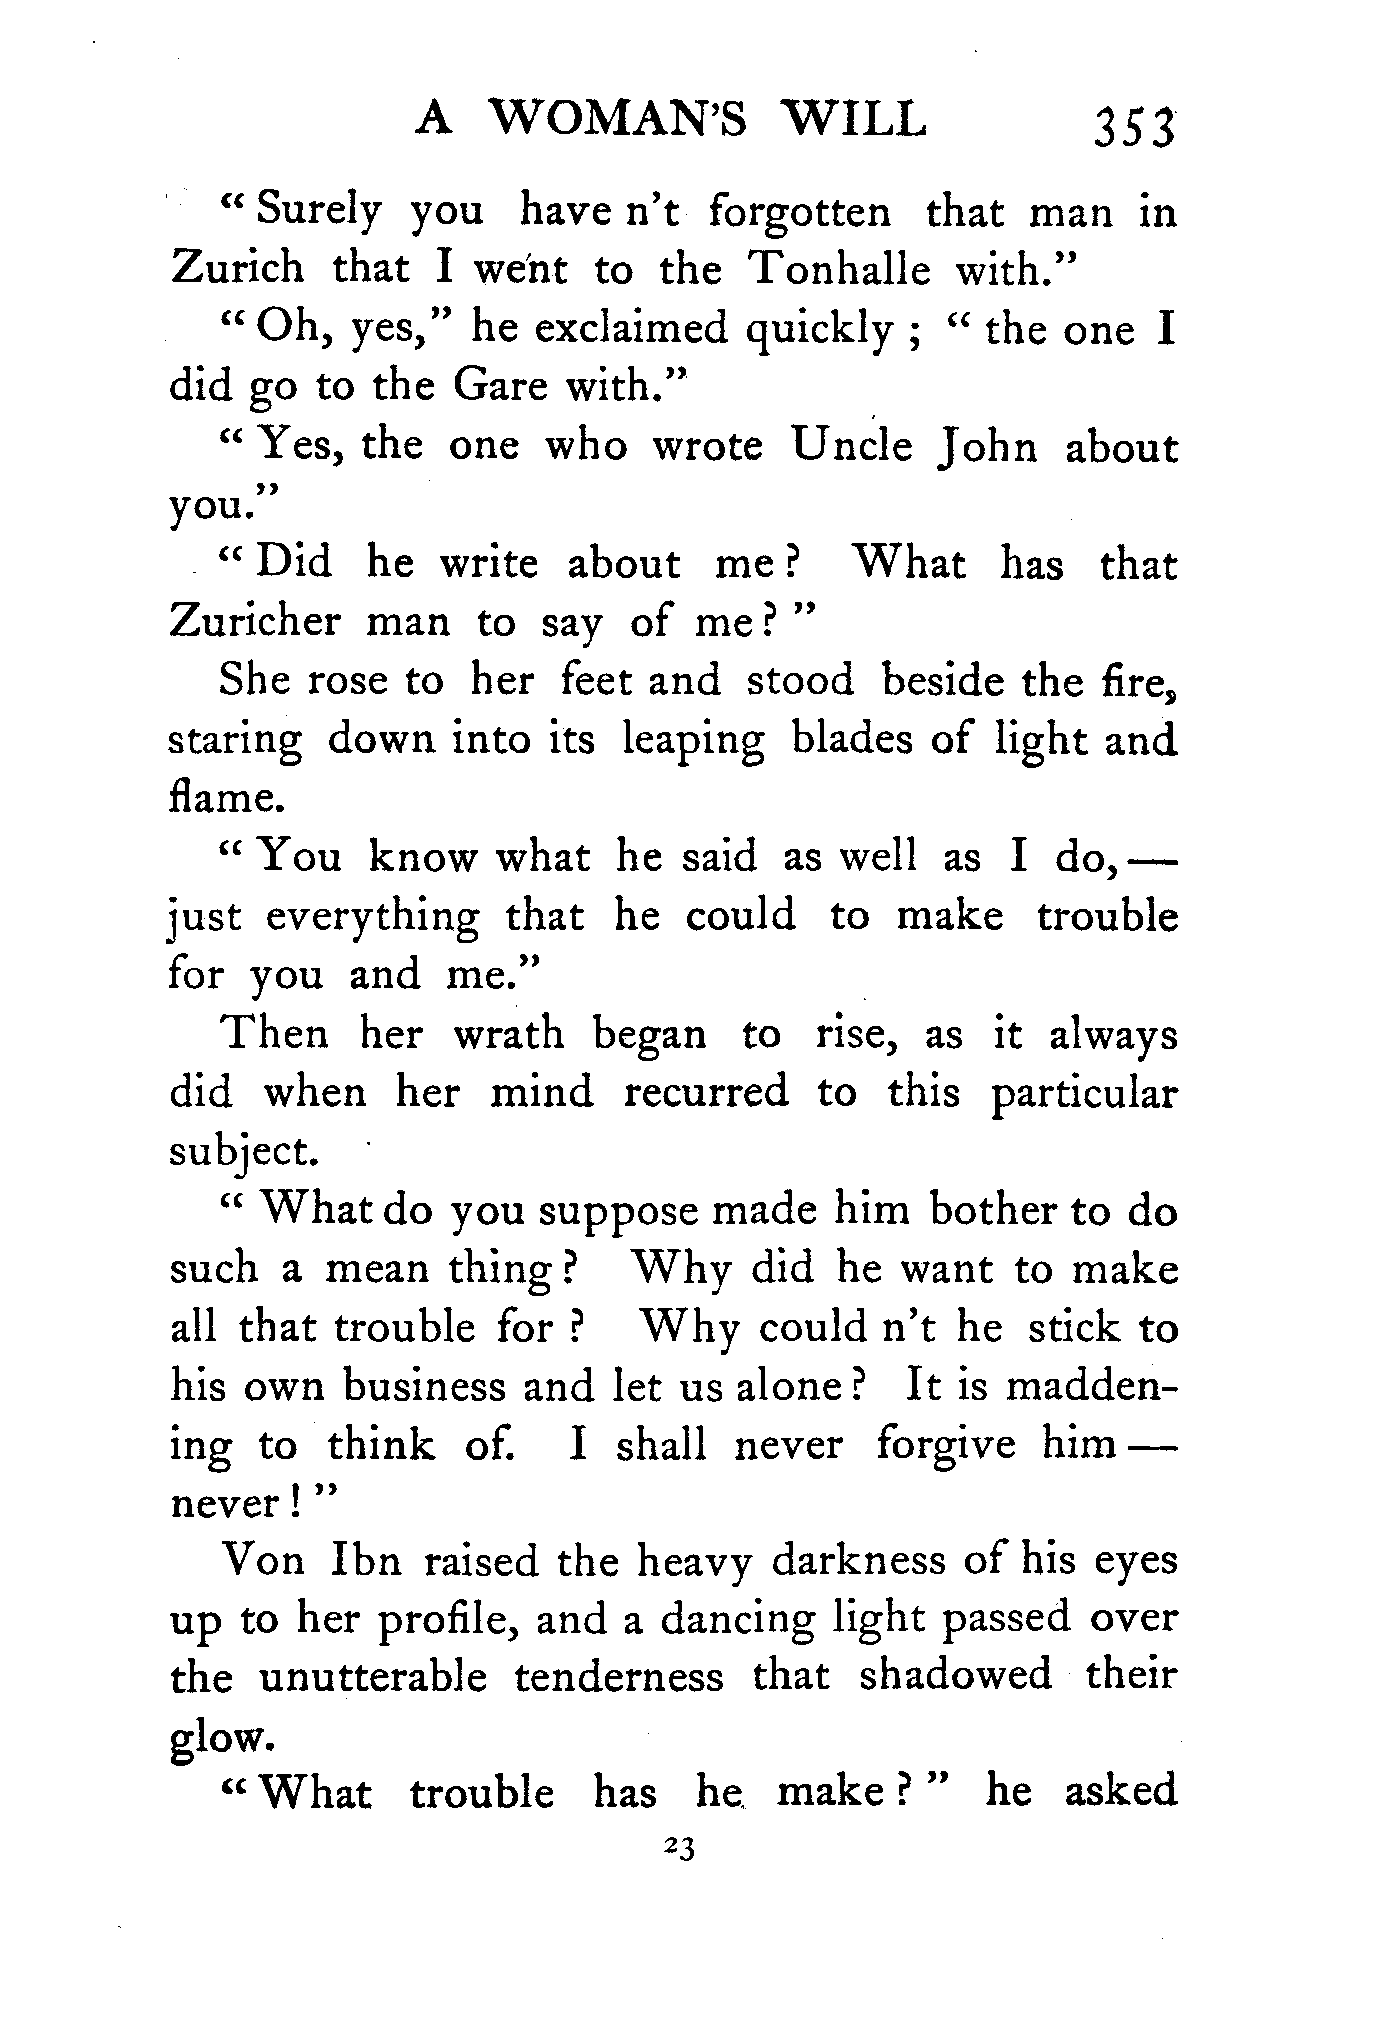 A WOMAN'S WILL 353
“ Surely you have n't forgotten that man in
Zurich that I went to the Tonhalle with.”
“ Oh, yes,” he exclaimed quickly ; “ the one I
did go to the Gare with.”
“ Yes, the one who wrote Uncle John about
you.”
“ Did he write about me ? What has that
Zuricher man to say of me ? ”
She rose to her feet and stood beside the fire,
staring down into its leaping blades of light and
flame.
“ You know what he said as well as I do, —
just everything that he could to make trouble
for you and me.”
Then her wrath began to rise, as it always
did when her mind recurred to this particular
subject.
“ What do you suppose made him bother to do
such a mean thing ? Why did he want to make
all that trouble for ? Why could n't he stick to
his own business and let us alone ? It is madden-
ing to think of. I shall never forgive him —
never ! ”
Von Ibn raised the heavy darkness of his eyes
up to her profile, and a dancing light passed over
the unutterable tenderness that shadowed their
glow.
“ What trouble has he make ? ” he asked
23